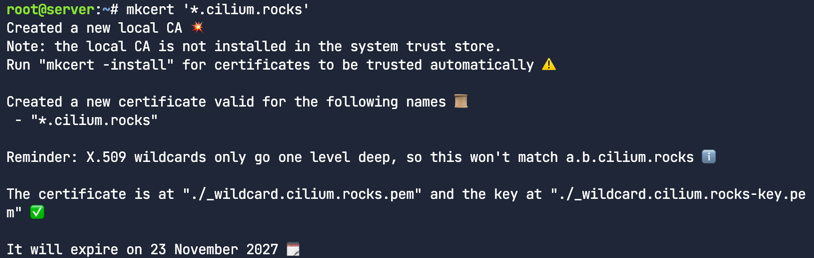 root@server:~# mkcert '*.cilium.rocks'
Created a new local CA 💥
Note: the local CA is not installed in the system trust store.
Run "mkcert -install" for certificates to be trusted automatically ⚠️
Created a new certificate valid for the following names 📜
 - "*.cilium.rocks"
Reminder: X.509 wildcards only go one level deep, so this won't match a.b.cilium.rocks ℹ️
The certificate is at "./_wildcard.cilium.rocks.pem" and the key at "./_wildcard.cilium.rocks-key.pe
m" ✅
It will expire on 23 November 2027 🗓